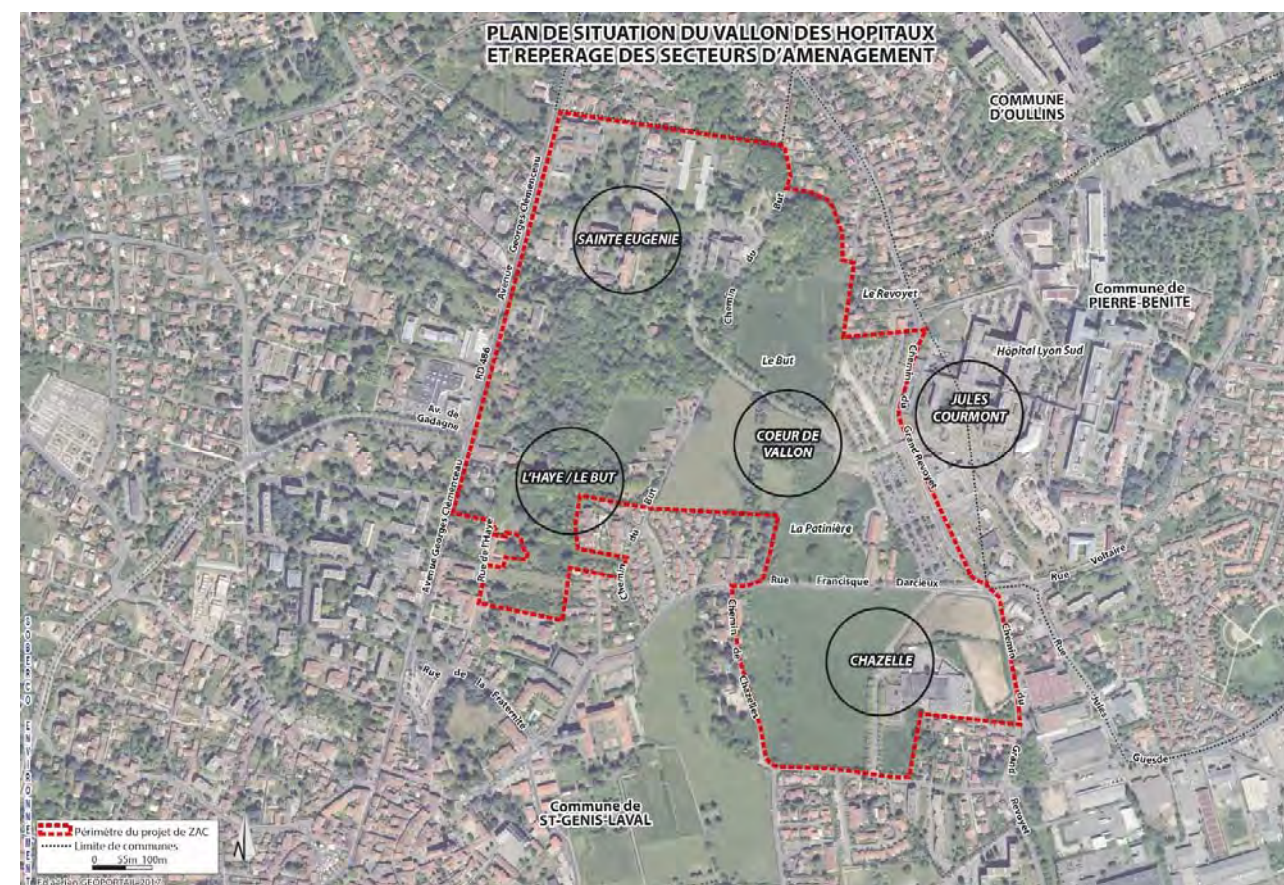 PLAN DE SITUATION DU VALLON DES HOPITAUX
ET REPERAGE DES SECTEURS D'AMENAGEMENT
COMMUNE
D'OULLINS
Avenue Georges Clémenceau
SAINTE EUGENIE
Chemin du But
Le Revoyet
Commune de
PIERRE-BENITE
RD 486
Le But
Hôpital Lyon Sud
Chemin du Grand Revoyet
JULES
COURMONT
Av. de
Gadagne
COEUR DE
VALLON
L'HAYE / LE BUT
Avenue Georges Clémenceau
Rue de l'Haye
Chemin du But
La Patinière
Rue Francisque Darcieux
Rue Voltaire
Chemin de Chazelles
CHAZELLE
Chemin du Grand Revoyet
Rue Jules Guesde
Rue de la Fraternité
Commune de
ST-GENIS-LAVAL
Périmètre du projet de ZAC
Limite de communes
0 55m 100m
N